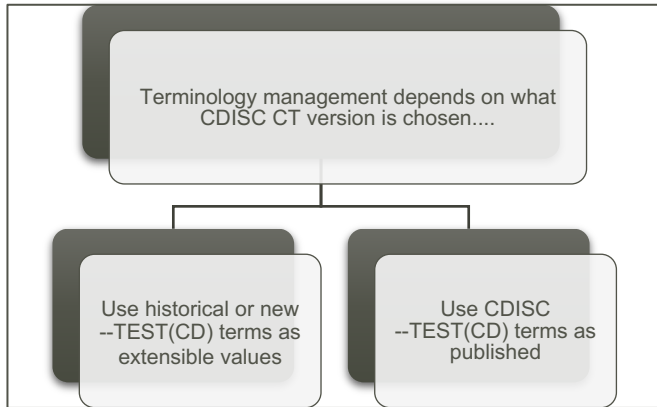 Terminology management depends on what
CDISC CT version is chosen....
Use historical or new
--TEST(CD) terms as
extensible values
Use CDISC
--TEST(CD) terms as
published